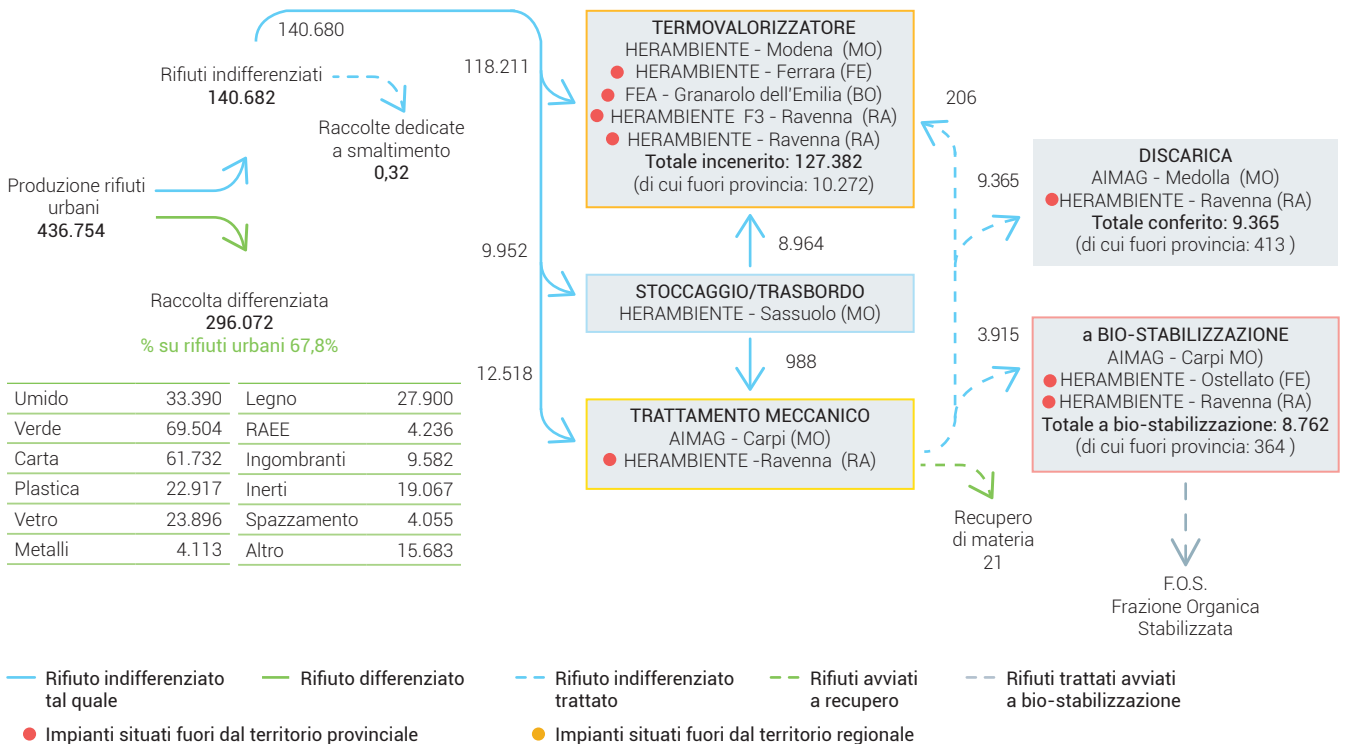 140.680
Rifiuti indifferenziati
140.682
Raccolte dedicate
a smaltimento
0,32
Produzione rifiuti
urbani
436.754
Raccolta differenziata
296.072
% su rifiuti urbani 67,8%
Umido 33.390 Legno 27.900
Verde 69.504 RAEE 4.236
Carta 61.732 Ingombranti 9.582
Plastica 22.917 Inerti 19.067
Vetro 23.896 Spazzamento 4.055
Metalli 4.113 Altro 15.683
118.211
9.952
12.518
TERMOVALORIZZATORE
HERAMBIENTE - Modena (MO)
HERAMBIENTE - Ferrara (FE)
FEA - Granarolo dell'Emilia (BO)
HERAMBIENTE F3 - Ravenna (RA)
HERAMBIENTE - Ravenna (RA)
Totale incenerito: 127.382
(di cui fuori provincia: 10.272)
8.964
STOCCAGGIO/TRASBORDO
HERAMBIENTE - Sassuolo (MO)
988
TRATTAMENTO MECCANICO
AIMAG - Carpi (MO)
HERAMBIENTE -Ravenna (RA)
206
9.365
3.915
DISCARICA
AIMAG - Medolla (MO)
HERAMBIENTE - Ravenna (RA)
Totale conferito: 9.365
(di cui fuori provincia: 413 )
a BIO-STABILIZZAZIONE
AIMAG - Carpi MO)
HERAMBIENTE - Ostellato (FE)
HERAMBIENTE - Ravenna (RA)
Totale a bio-stabilizzazione: 8.762
(di cui fuori provincia: 364 )
Recupero
di materia
21
F.O.S.
Frazione Organica
Stabilizzata
Rifiuto indifferenziato
tal quale
Rifiuto differenziato
Rifiuto indifferenziato
trattato
Rifiuti avviati
a recupero
Rifiuti trattati avviati
a bio-stabilizzazione
Impianti situati fuori dal territorio provinciale
Impianti situati fuori dal territorio regionale